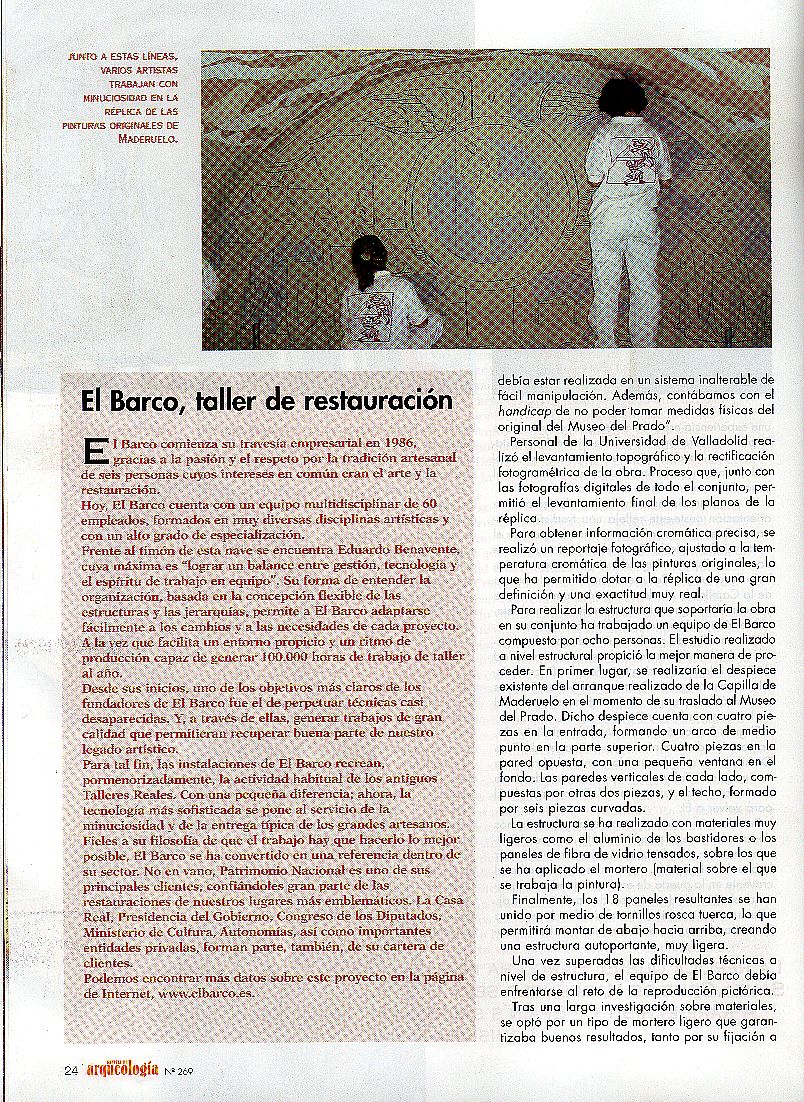 JUNTO A ESTAS LÍNEAS,
VARIOS ARTISTAS
TRABAJAN CON
MINUCIOSIDAD EN LA
RÉPLICA DE LAS
PINTURAS ORIGINALES DE
MADERUELO.
El Barco, taller de restauración
El Barco comienza su travesía empresarial en 1986,
gracias a la pasión y el respeto por la tradición artesanal
de seis personas cuyos intereses en común eran el arte y la
restauración.
Hoy, El Barco cuenta con un equipo multidisciplinar de 60
empleados, formados en muy diversas disciplinas artísticas y
con un alto grado de especialización.
Frente al timón de esta nave se encuentra Eduardo Benavente,
cuya máxima es "lograr un balance entre gestión, tecnología y
el espíritu de trabajo en equipo". Su forma de entender la
organización, basada en la concepción flexible de las
estructuras y las jerarquías, permite a El Barco adaptarse
fácilmente a los cambios y a las necesidades de cada proyecto.
A la vez que facilita un entorno propicio y un ritmo de
producción capaz de generar 100.000 horas de trabajo de taller
al año.
Desde sus inicios, uno de los objetivos más claros de los
fundadores de El Barco fue el de perpetuar técnicas casi
desaparecidas. Y, a través de ellas, generar trabajos de gran
calidad que permitieran recuperar buena parte de nuestro
legado artístico.
Para tal fin, las instalaciones de El Barco recrean,
pormenorizadamente, la actividad habitual de los antiguos
Talleres Reales. Con una pequeña diferencia; ahora, la
tecnología más sofisticada se pone al servicio de la
minuciosidad y de la entrega típica de los grandes artesanos.
Fieles a su filosofía de que el trabajo hay que hacerlo lo mejor
posible, El Barco se ha convertido en una referencia dentro de
su sector. No en vano, Patrimonio Nacional es uno de sus
principales clientes, confiándoles gran parte de las
restauraciones de nuestros lugares más emblemáticos. La Casa
Real, Presidencia del Gobierno, Congreso de los Diputados,
Ministerio de Cultura, Autonomías, así como importantes
entidades privadas, forman parte, también, de su cartera de
clientes.
Podemos encontrar más datos sobre este proyecto en la página
de Internet, www.elbarco.es.
debía estar realizada en un sistema inalterable de
fácil manipulación. Además, contábamos con el
handicap de no poder tomar medidas físicas del
original del Museo del Prado".
Personal de la Universidad de Valladolid rea-
lizó el levantamiento topográfico y la rectificación
fotogramétrica de la obra. Proceso que, junto con
las fotografías digitales de todo el conjunto, per-
mitió el levantamiento final de los planos de la
réplica.
Para obtener información cromática precisa, se
realizó un reportaje fotográfico, ajustado a la tem-
peratura cromática de las pinturas originales, lo
que ha permitido dotar a la réplica de una gran
definición y una exactitud muy real.
Para realizar la estructura que soportaría la obra
en su conjunto ha trabajado un equipo de El Barco
compuesto por ocho personas. El estudio realizado
a nivel estructural propició la mejor manera de pro-
ceder. En primer lugar, se realizaría el despiece
existente del arranque realizado de la Capilla de
Maderuelo en el momento de su traslado al Museo
del Prado. Dicho despiece cuenta con cuatro pie-
zas en la entrada, formando un arco de medio
punto en la parte superior. Cuatro piezas en la
pared opuesta, con una pequeña ventana en el
fondo. Las paredes verticales de cada lado, com-
puestas por otras dos piezas, y el techo, formado
por seis piezas curvadas.
La estructura se ha realizado con materiales muy
ligeros como el aluminio de los bastidores o los
paneles de fibra de vidrio tensados, sobre los que
se ha aplicado el mortero (material sobre el que
se trabaja la pintura).
Finalmente, los 18 paneles resultantes se han
unido por medio de tornillos rosca tuerca, lo que
permitirá montar de abajo hacia arriba, creando
una estructura autoportante, muy ligera.
Una vez superadas las dificultades técnicas a
nivel de estructura, el equipo de El Barco debía
enfrentarse al reto de la reproducción pictórica.
Tras una larga investigación sobre materiales,
se optó por un tipo de mortero ligero que garan-
tizaba buenos resultados, tanto por su fijación a
24 arqueología Nº 269